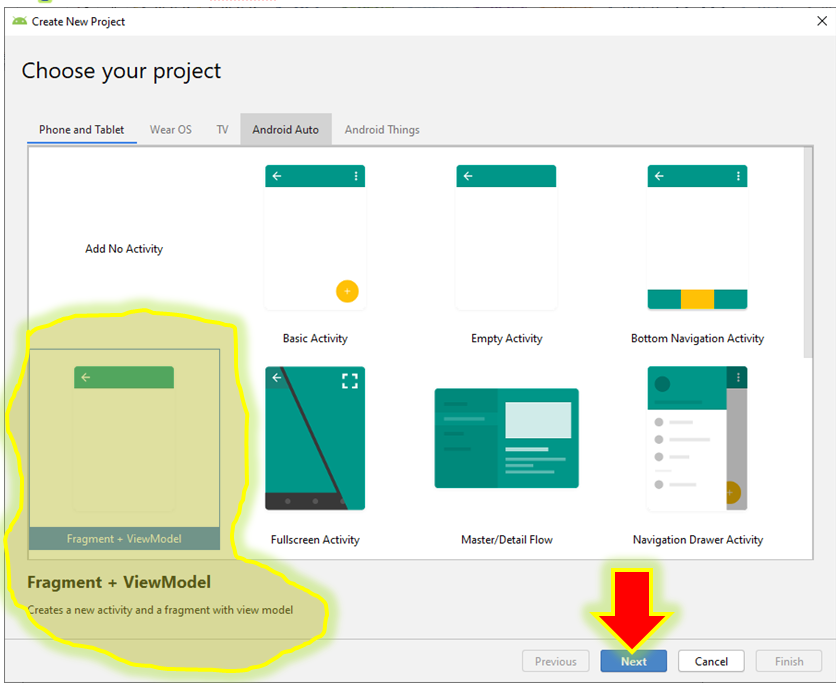 Create New Project
Choose your project
Phone and Tablet Wear OS TV Android Auto Android Things
Add No Activity
Basic Activity
Empty Activity
Bottom Navigation Activity
Fragment + ViewModel
Fullscreen Activity
Master/Detail Flow
Navigation Drawer Activity
Fragment + ViewModel
Creates a new activity and a fragment with view model
Previous Next Cancel Finish